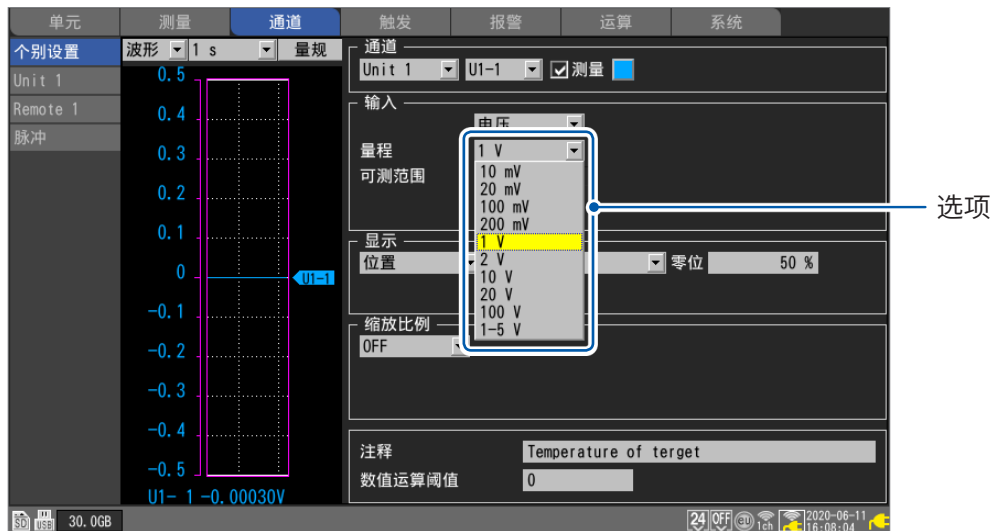 单元 测量 通道 触发 报警 运算 系统
个别设置
Unit 1
Remote 1
脉冲
波形 1 s 量规
0.5
0.4
0.3
0.2
0.1
0
-0.1
-0.2
-0.3
-0.4
-0.5
U1-1
U1- 1 -0.00030V
通道
Unit 1 U1-1 测量
输入
电压
量程 1 V
可测范围
10 mV
20 mV
100 mV
200 mV
1 V
2 V
10 V
20 V
100 V
1-5 V
选项
显示
位置 零位 50 %
缩放比例
OFF
注释 Temperature of terget
数值运算阈值 0
SD USB 30.0GB
24 OFF 1ch 2020-06-11
16:08:04